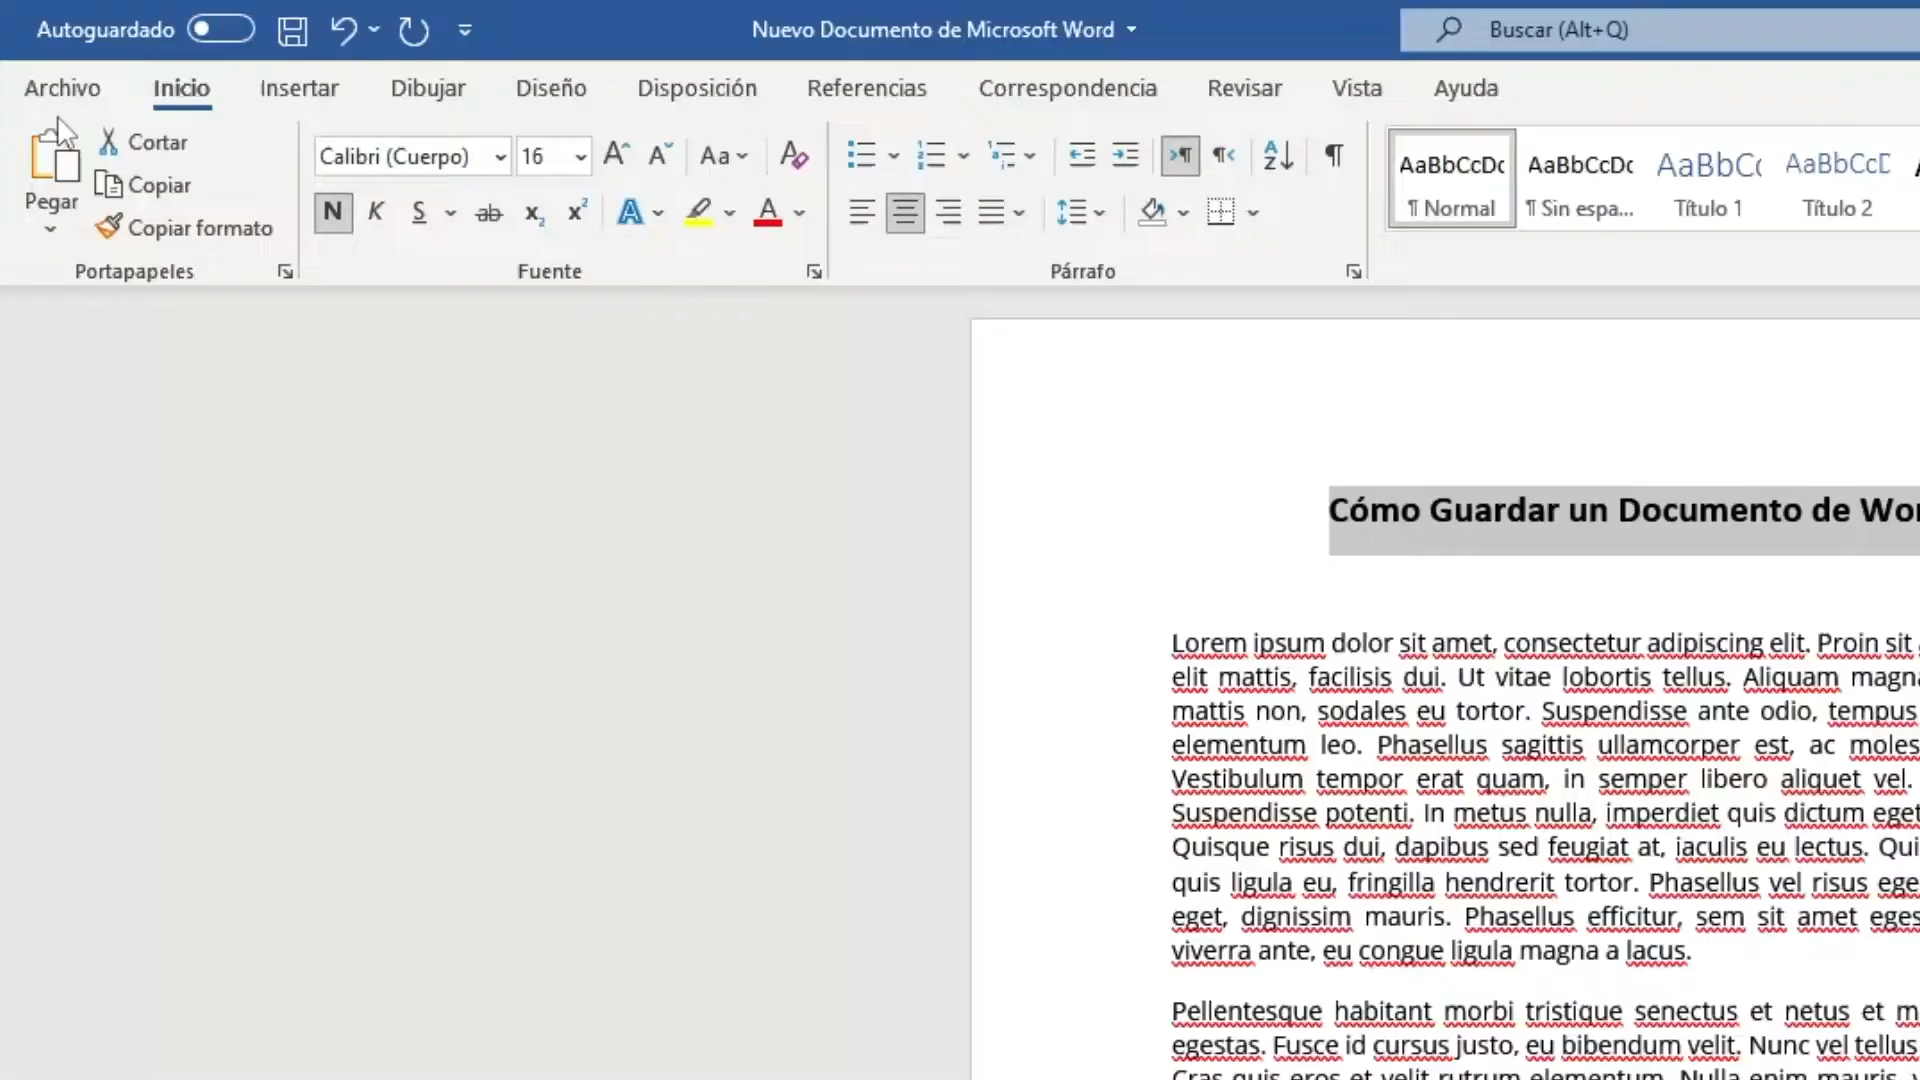 Autoguardado
Nuevo Documento de Microsoft Word
Buscar (Alt+Q)
Archivo Inicio Insertar Dibujar Diseño Disposición Referencias Correspondencia Revisar Vista Ayuda
Pegar
Cortar
Copiar
Copiar formato
Portapapeles
Calibri (Cuerpo) 16 A A Aa A
N K S ab x₂ x² A A
Fuente
Párrafo
AaBbCcDc AaBbCcDc AaBbC AaBbCcD
¶ Normal ¶ Sin espa... Título 1 Título 2
Cómo Guardar un Documento de
Lorem ipsum dolor sit amet, consectetur adipiscing elit. Proin sit
elit mattis, facilisis dui. Ut vitae lobortis tellus. Aliquam magna
mattis non, sodales eu tortor. Suspendisse ante odio, tempus
elementum leo. Phasellus sagittis ullamcorper est, ac moles
Vestibulum tempor erat quam, in semper libero aliquet vel.
Suspendisse potenti. In metus nulla, imperdiet quis dictum eget
Quisque risus dui, dapibus sed feugiat at, iaculis eu lectus. Qui
quis ligula eu, fringilla hendrerit tortor. Phasellus vel risus ege
eget, dignissim mauris. Phasellus efficitur, sem sit amet eges
viverra ante, eu congue ligula magna a lacus.
Pellentesque habitant morbi tristique senectus et netus et m
egestas. Fusce id cursus justo, eu bibendum velit. Nunc vel tellus
Cras quis eros et velit rutrum elementum. Nulla enim mauris,